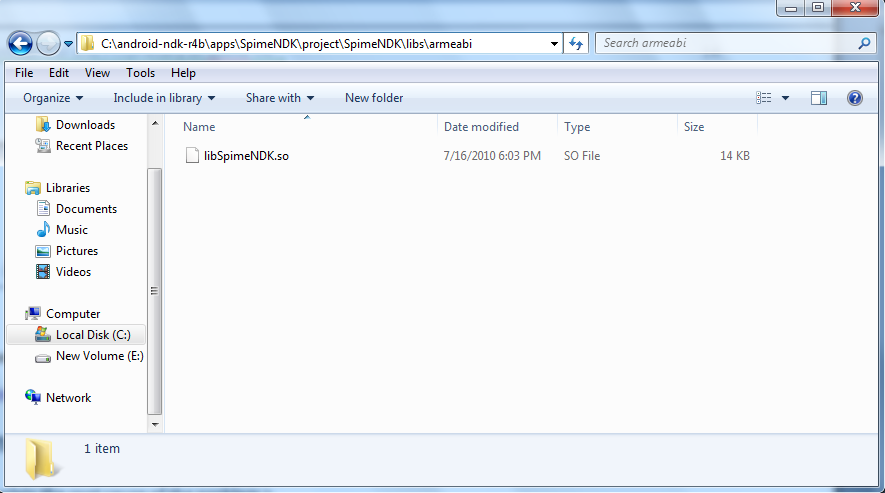 C:\android-ndk-r4b\apps\SpimeNDK\project\SpimeNDK\libs\armeabi
Search armeabi
File Edit View Tools Help
Organize Include in library Share with New folder
Downloads
Recent Places
Libraries
Documents
Music
Pictures
Videos
Computer
Local Disk (C:)
New Volume (E:)
Network
Name Date modified Type Size
libSpimeNDK.so 7/16/2010 6:03 PM SO File 14 KB
1 item